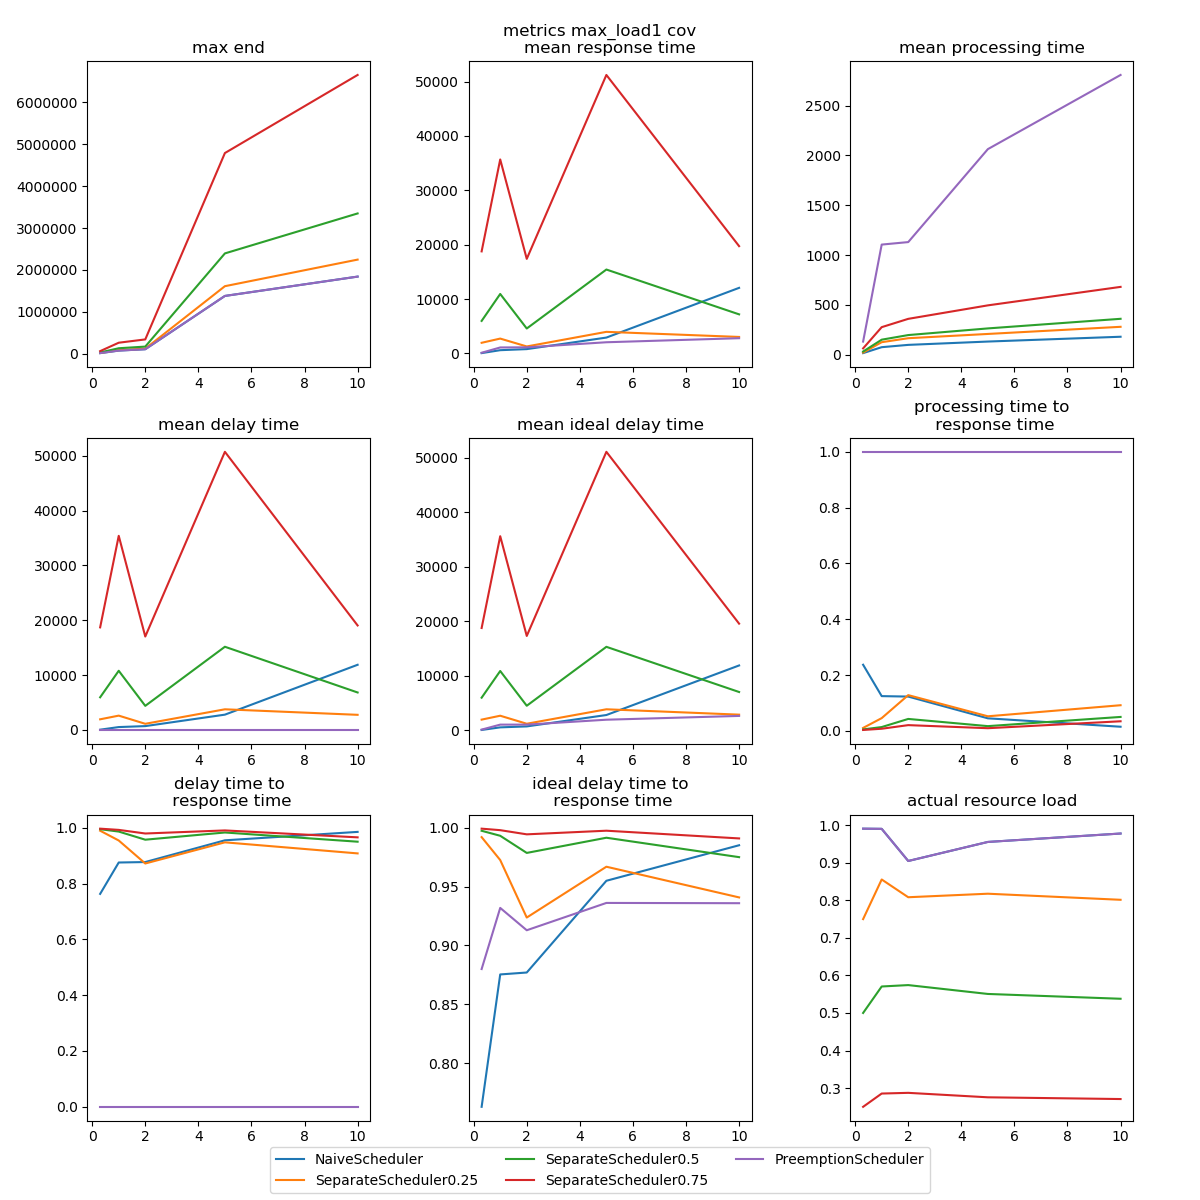 metrics max_load1 cov
max end
mean response time
mean processing time
6000000
5000000
4000000
3000000
2000000
1000000
0
0 2 4 6 8 10
50000
40000
30000
20000
10000
0
0 2 4 6 8 10
2500
2000
1500
1000
500
0
0 2 4 6 8 10
mean delay time
mean ideal delay time
processing time to
response time
50000
40000
30000
20000
10000
0
0 2 4 6 8 10
50000
40000
30000
20000
10000
0
0 2 4 6 8 10
1.0
0.8
0.6
0.4
0.2
0.0
0 2 4 6 8 10
delay time to
response time
ideal delay time to
response time
actual resource load
1.0
0.8
0.6
0.4
0.2
0.0
0 2 4 6 8 10
1.00
0.95
0.90
0.85
0.80
0 2 4 6 8 10
1.0
0.9
0.8
0.7
0.6
0.5
0.4
0.3
0 2 4 6 8 10
NaiveScheduler
SeparateScheduler0.25
SeparateScheduler0.5
SeparateScheduler0.75
PreemptionScheduler